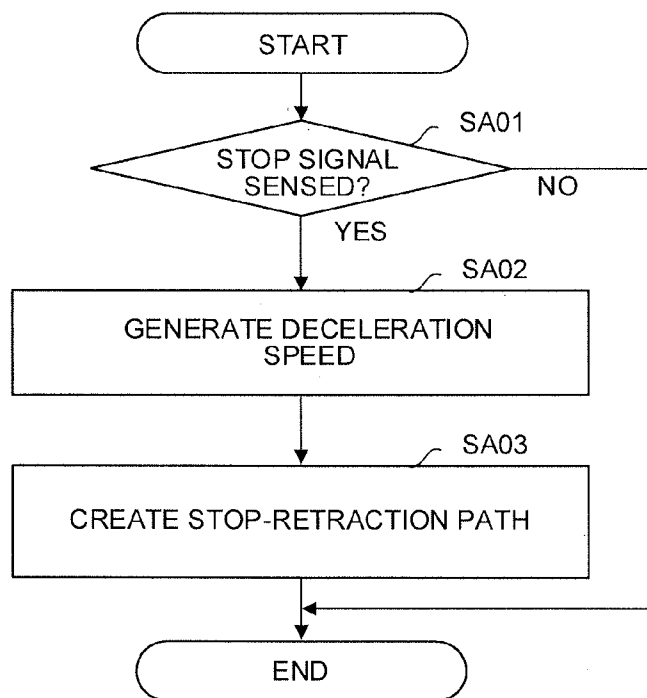 START
SA01
STOP SIGNAL
SENSED?
NO
YES
SA02
GENERATE DECELERATION
SPEED
SA03
CREATE STOP-RETRACTION PATH
END